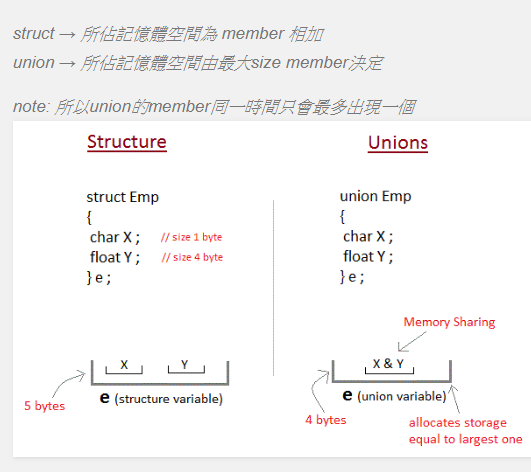 struct → 所佔記憶體空間為 member 相加
union → 所佔記憶體空間由最大size member決定
note: 所以union的member同一時間只會最多出現一個
Structure
struct Emp
{
char X ; // size 1 byte
float Y ; // size 4 byte
} e ;
X Y
5 bytes
e (structure variable)
Unions
union Emp
{
char X ;
float Y ;
} e ;
Memory Sharing
X & Y
4 bytes
e (union variable)
allocates storage
equal to largest one